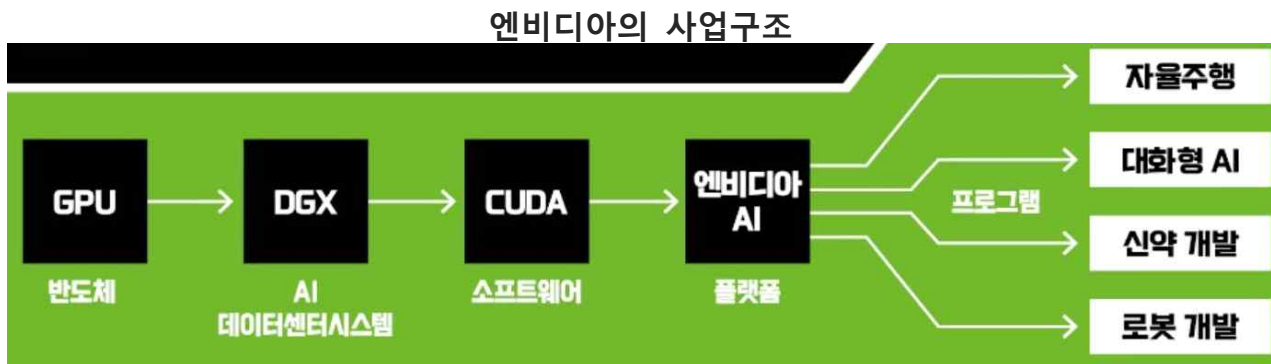 엔비디아의 사업구조
GPU
반도체
DGX
AI
데이터센터시스템
CUDA
소프트웨어
엔비디아
AI
플랫폼
프로그램
자율주행
대화형 AI
신약 개발
로봇 개발